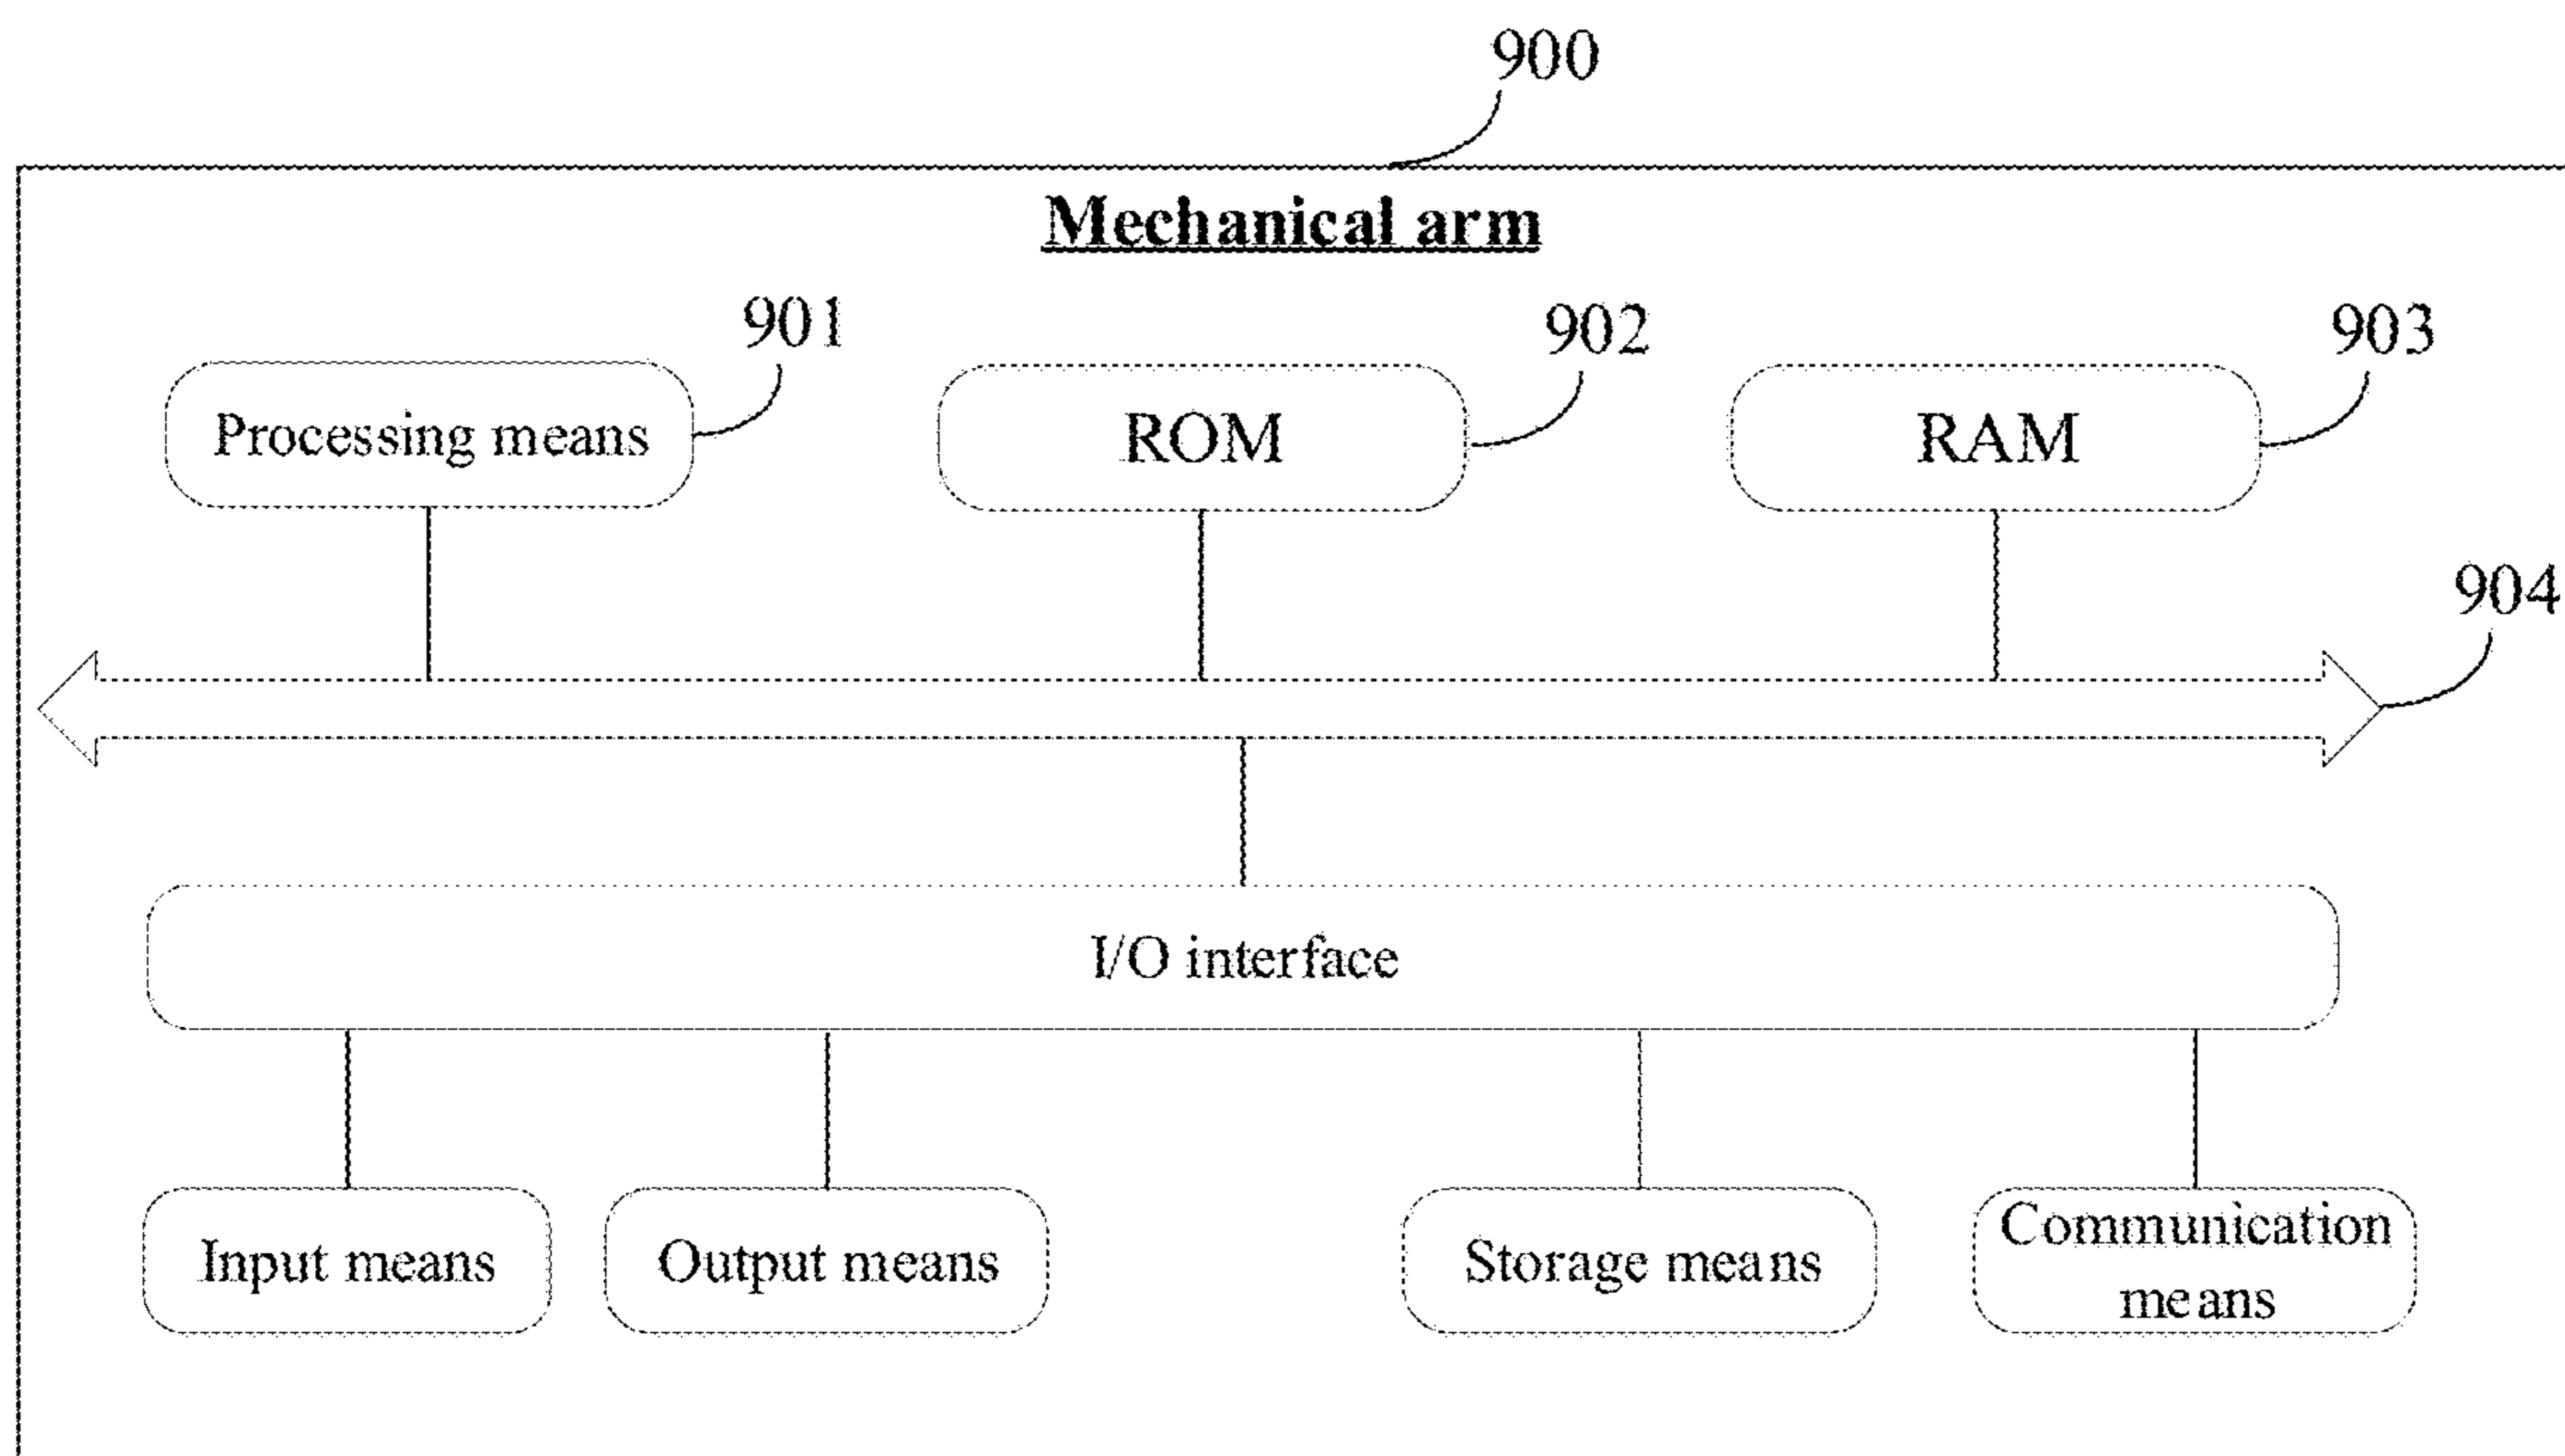 900
Mechanical arm
901
902
903
Processing means
ROM
RAM
904
I/O interface
Input means
Output means
Storage means
Communication
means